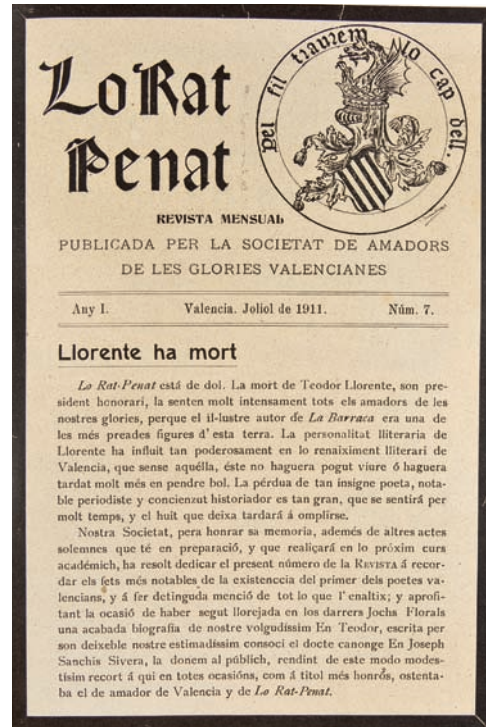 Lo Rat
Penat
Pel fil traurem lo cap dell.
REVISTA MENSUAL
PUBLICADA PER LA SOCIETAT DE AMADORS
DE LES GLORIES VALENCIANES
Any I. Valencia. Joliol de 1911. Núm. 7.
Llorente ha mort
Lo Rat-Penat está de dol. La mort de Teodor Llorente, son pre-
sident honorari, la senten molt intensament tots els amadors de les
nostres glories, perque el il-lustre autor de La Barraca era una de
les més preades figures d' esta terra. La personalitat lliteraria de
Llorente ha influit tan poderosament en lo renaiximent lliterari de
Valencia, que sense aquélla, éste no haguera pogut viure ó haguera
tardat molt més en pendre bol. La pérdua de tan insigne poeta, nota-
ble periodiste y concienzut historiador es tan gran, que se sentirá per
molt temps, y el huit que deixa tardará á omplirse.
Nostra Societat, pera honrar sa memoria, ademés de altres actes
solemnes que té en preparació, y que realiçará en lo próxim curs
académich, ha resolt dedicar el present número de la REVISTA á recor-
dar els fets més notables de la existenccia del primer dels poetes va-
lencians, y á fer detinguda menció de tot lo que l' enaltix; y aprofi-
tant la ocasió de haber segut llorejada en los darrers Jochs Florals
una acabada biografia de nostre volgudíssim En Teodor, escrita per
son deixeble nostre estimadíssim consoci el docte canonge En Joseph
Sanchis Sivera, la donem al públich, rendint de este modo modes-
tísim recort á qui en totes ocasións, com á titol més honrós, ostenta-
ba el de amador de Valencia y de Lo Rat-Penat.